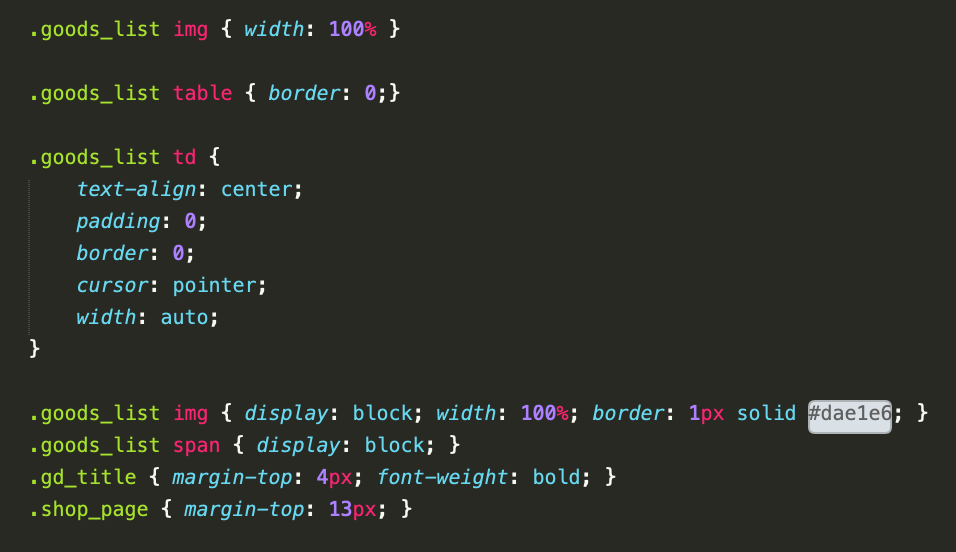 .goods_list img { width: 100% }
.goods_list table { border: 0;}
.goods_list td {
text-align: center;
padding: 0;
border: 0;
cursor: pointer;
width: auto;
}
.goods_list img { display: block; width: 100%; border: 1px solid #dae1e6; }
.goods_list span { display: block; }
.gd_title { margin-top: 4px; font-weight: bold; }
.shop_page { margin-top: 13px; }